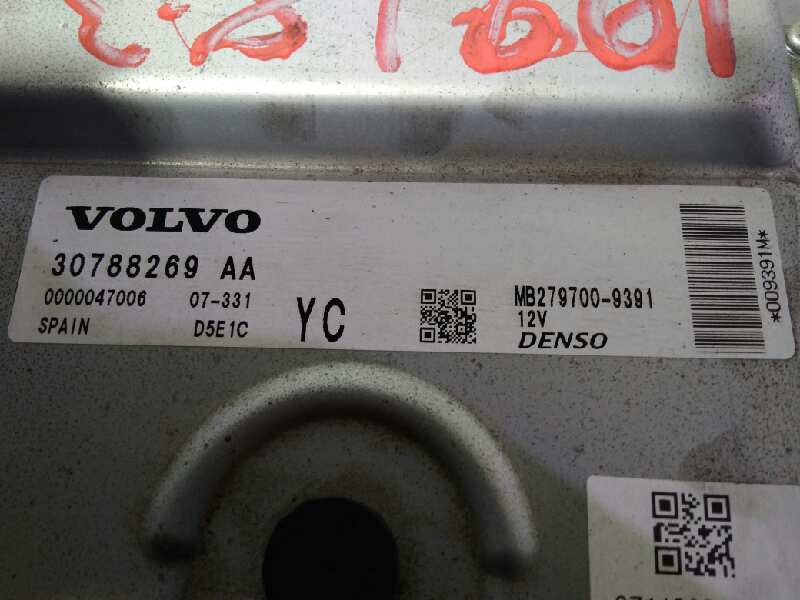 VOLVO
30788269 AA
0000047006 07-331
SPAIN D5E1C YC
MB279700-9391
12V
DENSO
*009391M*